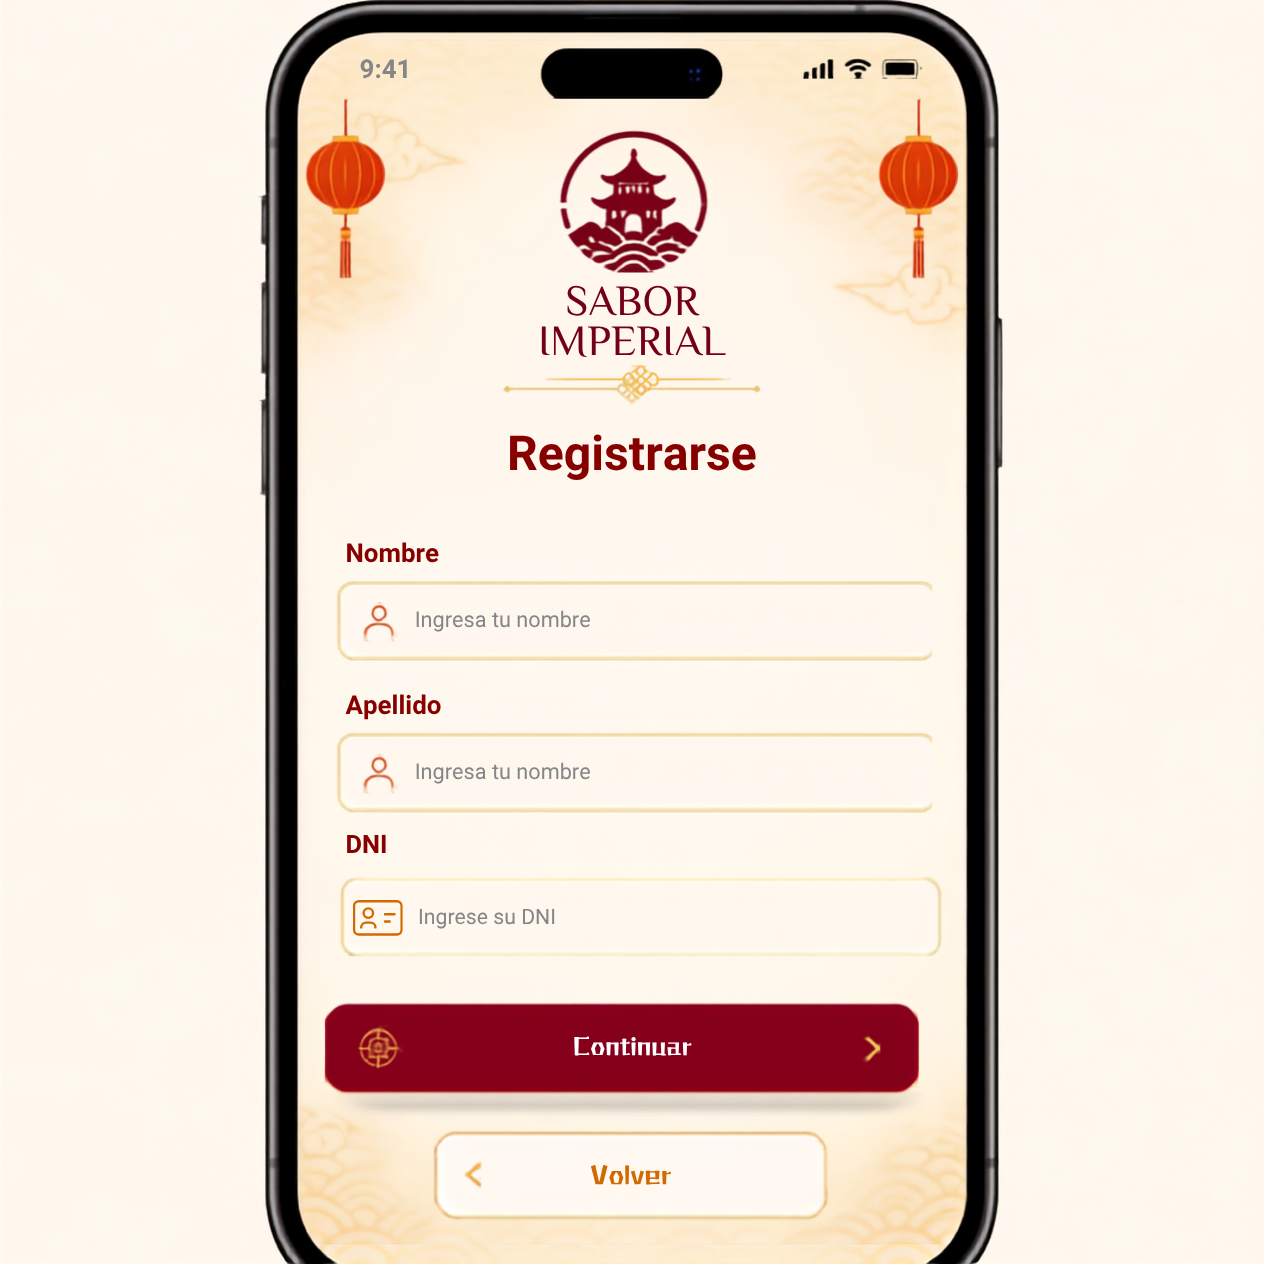 9:41
SABOR
IMPERIAL
Registrarse
Nombre
Ingresa tu nombre
Apellido
Ingresa tu nombre
DNI
Ingrese su DNI
Continuar
Volver